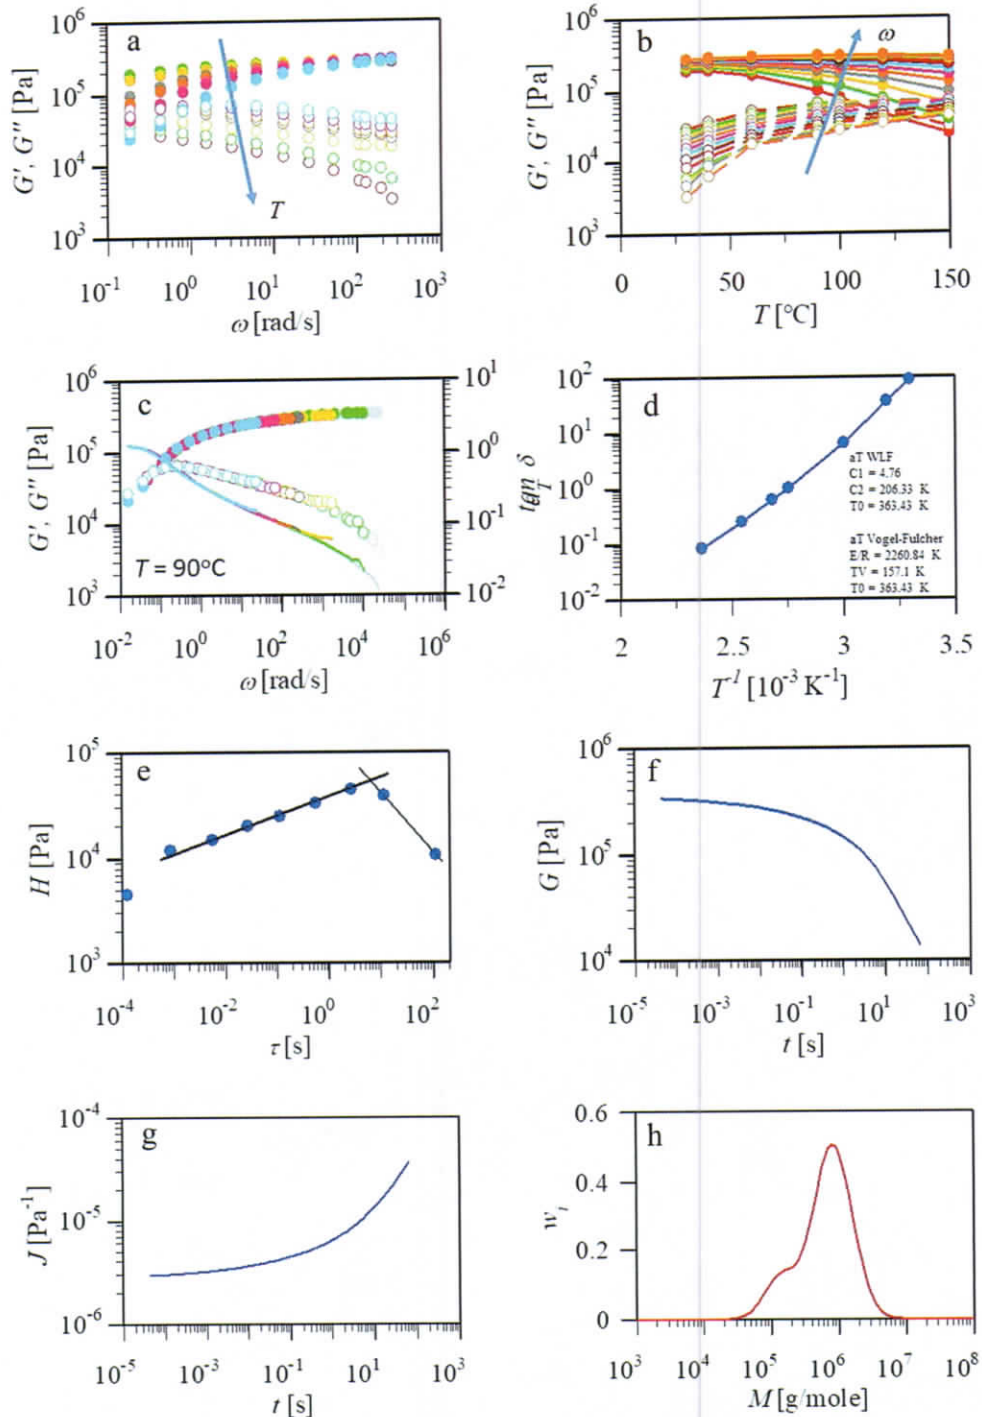 a
10⁶
10⁵
10⁴
10³
G′, G″ [Pa]
T
10⁻¹ 10⁰ 10¹ 10² 10³
ω [rad/s]
b
ω
10⁶
10⁵
10⁴
10³
G′, G″ [Pa]
0 50 100 150
T [°C]
c
10⁶
10⁵
10⁴
10³
G′, G″ [Pa]
10¹
10⁰
10⁻¹
10⁻²
T = 90°C
10⁻² 10⁰ 10² 10⁴ 10⁶
ω [rad/s]
d
10²
10¹
10⁰
10⁻¹
10⁻²
aT WLF
C1 = 4.76
C2 = 206.33 K
T0 = 363.43 K
aT Vogel-Fulcher
E/R = 2260.84 K
TV = 157.1 K
T0 = 363.43 K
2 2.5 3 3.5
T⁻¹ [10⁻³ K⁻¹]
e
10⁵
10⁴
10³
H [Pa]
10⁻⁴ 10⁻² 10⁰ 10²
τ [s]
f
10⁶
10⁵
10⁴
G [Pa]
10⁻⁵ 10⁻³ 10⁻¹ 10¹ 10³
t [s]
g
10⁻⁴
10⁻⁵
10⁻⁶
J [Pa⁻¹]
10⁻⁵ 10⁻³ 10⁻¹ 10¹ 10³
t [s]
h
0.6
0.4
0.2
0
wᵢ
10³ 10⁴ 10⁵ 10⁶ 10⁷ 10⁸
M [g/mole]